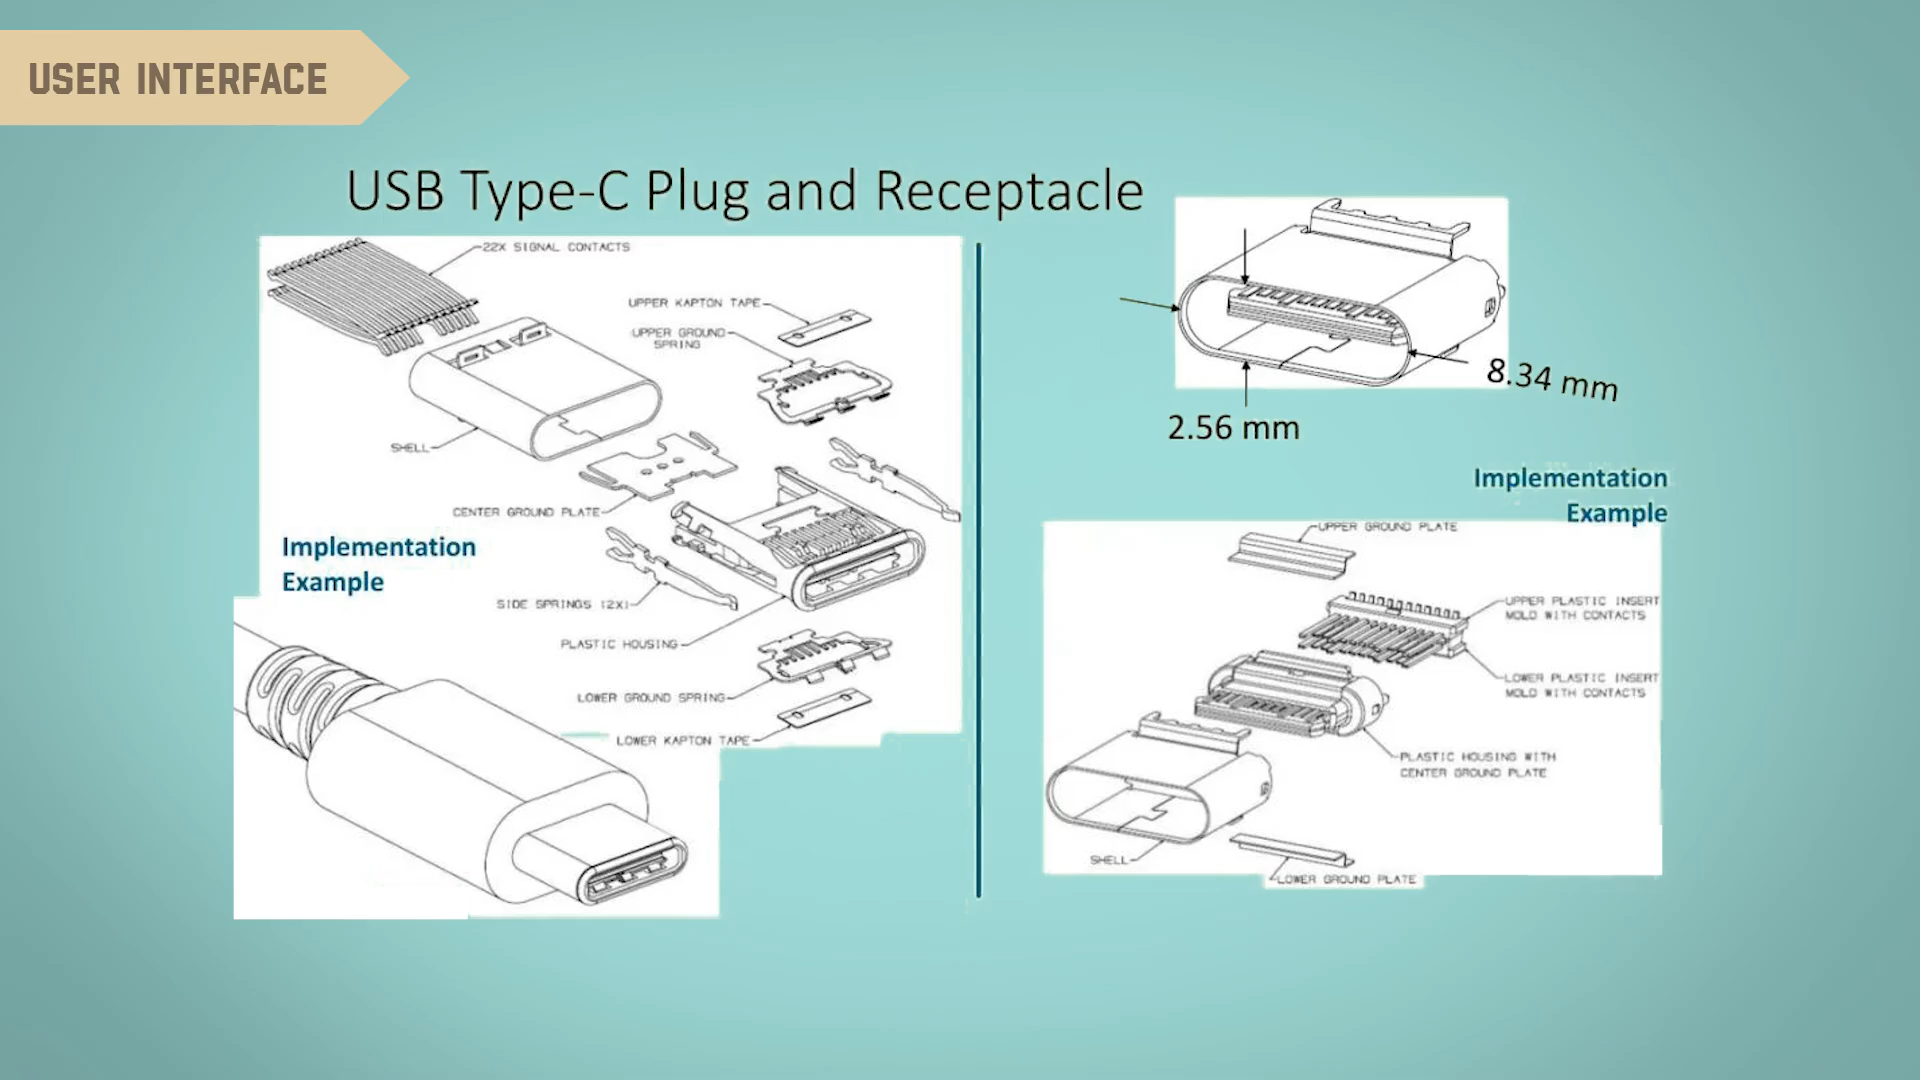 USER INTERFACE
USB Type-C Plug and Receptacle
22X SIGNAL CONTACTS
UPPER KAPTON TAPE
UPPER GROUND
SPRING
SHELL
CENTER GROUND PLATE
Implementation
Example
SIDE SPRINGS (2X)
PLASTIC HOUSING
LOWER GROUND SPRING
LOWER KAPTON TAPE
8.34 mm
2.56 mm
Implementation
Example
UPPER GROUND PLATE
UPPER PLASTIC INSERT
MOLD WITH CONTACTS
LOWER PLASTIC INSERT
MOLD WITH CONTACTS
PLASTIC HOUSING WITH
CENTER GROUND PLATE
SHELL
LOWER GROUND PLATE